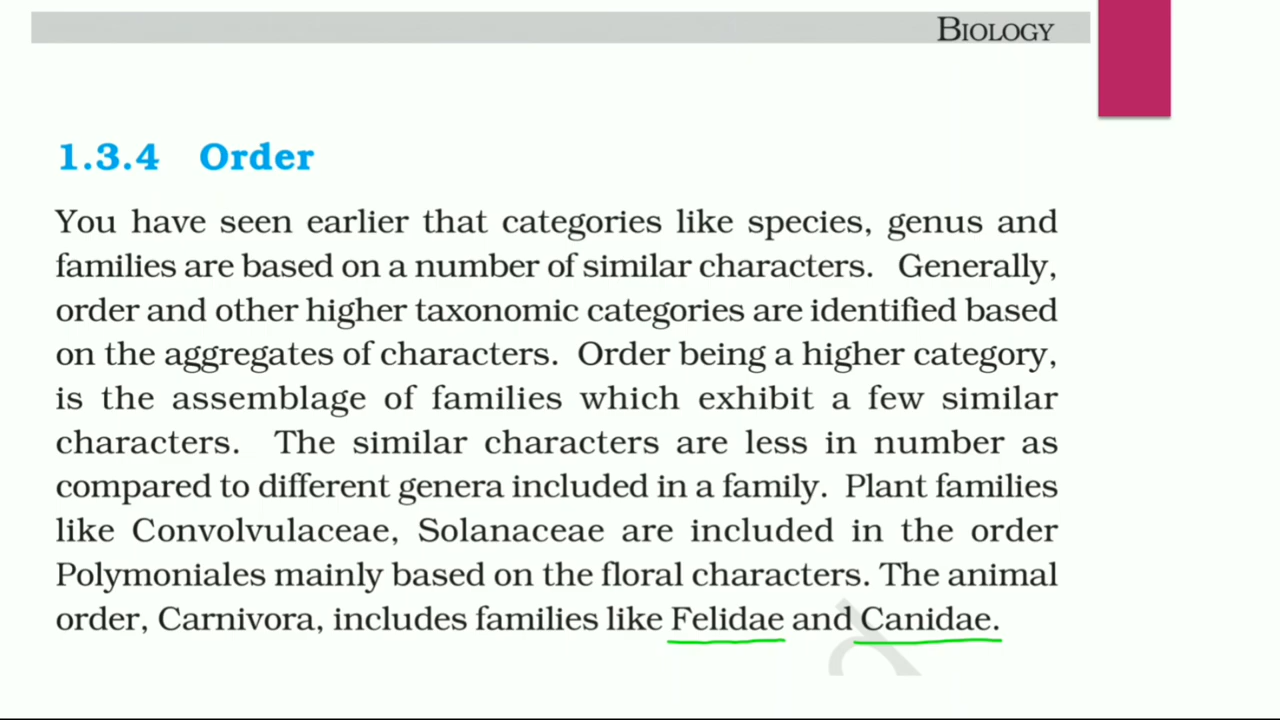 BIOLOGY
1.3.4 Order
You have seen earlier that categories like species, genus and
families are based on a number of similar characters. Generally,
order and other higher taxonomic categories are identified based
on the aggregates of characters. Order being a higher category,
is the assemblage of families which exhibit a few similar
characters. The similar characters are less in number as
compared to different genera included in a family. Plant families
like Convolvulaceae, Solanaceae are included in the order
Polymoniales mainly based on the floral characters. The animal
order, Carnivora, includes families like Felidae and Canidae.